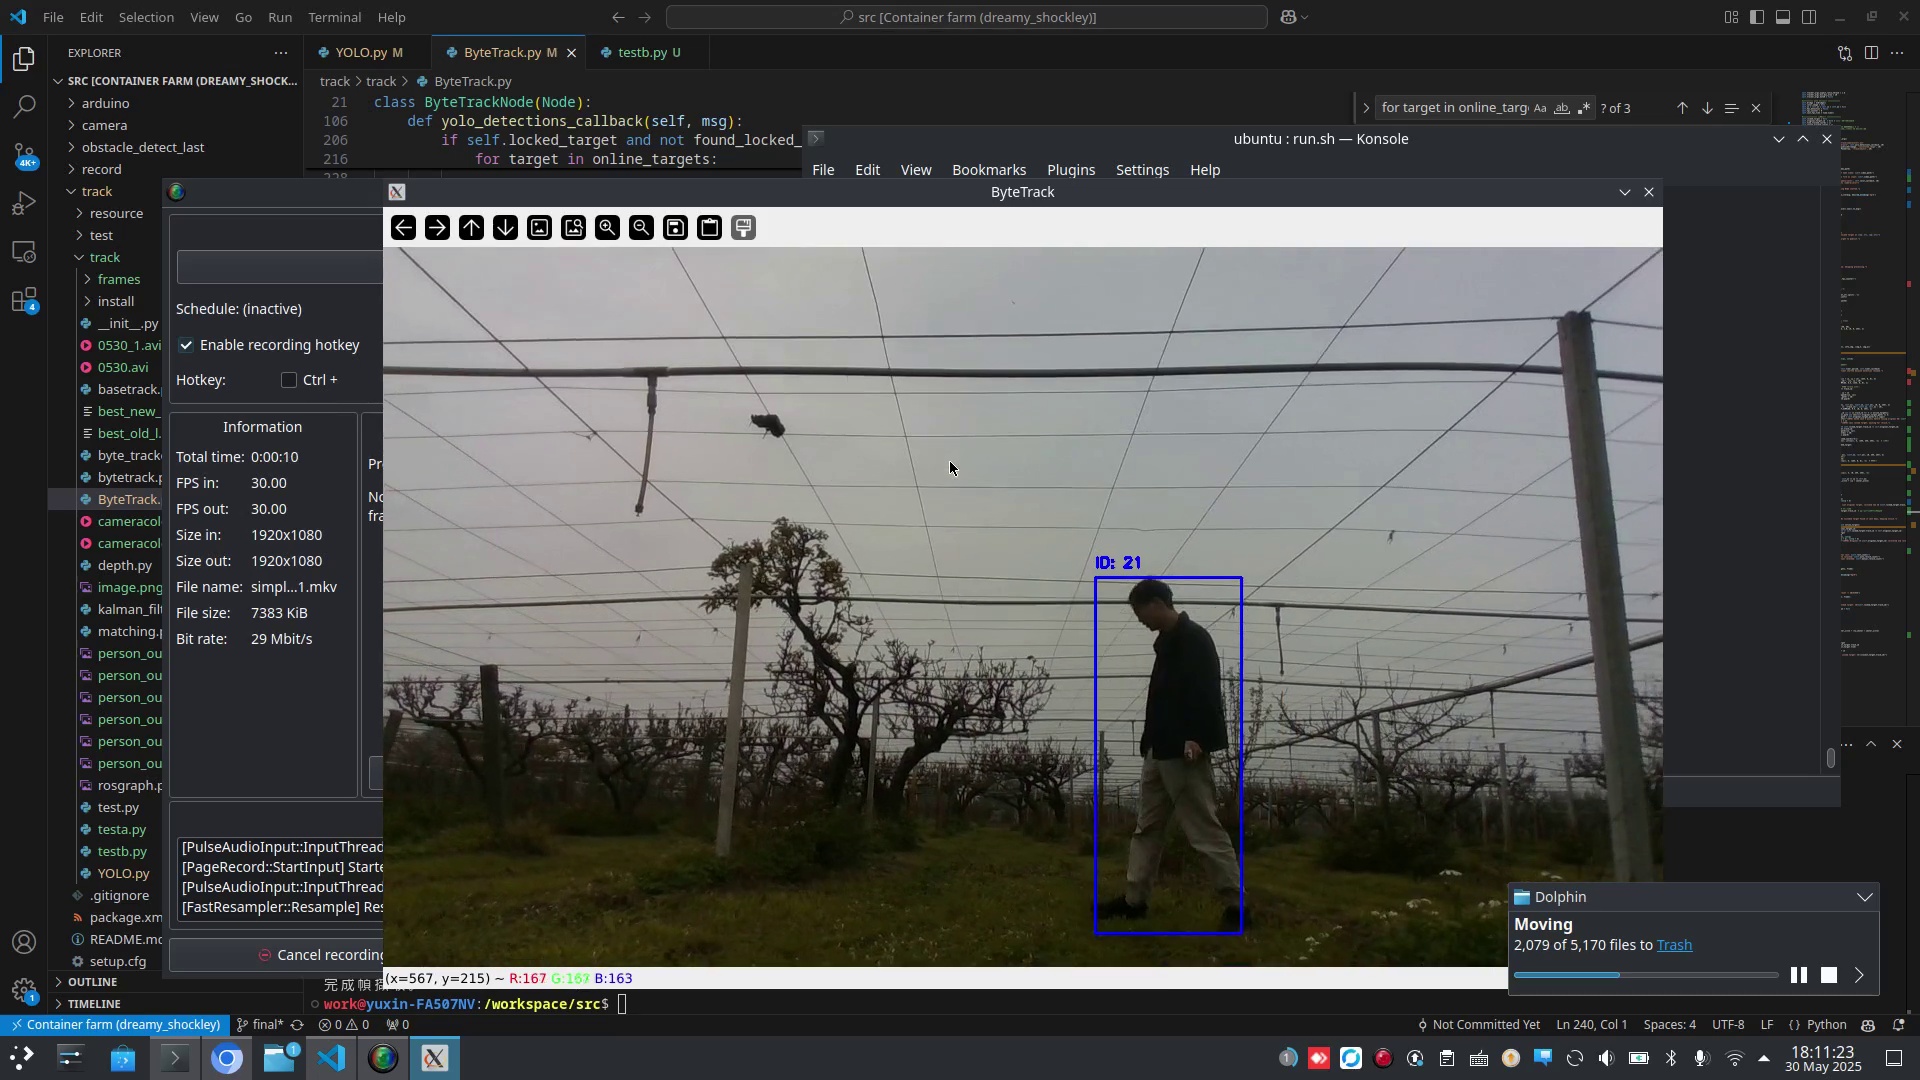 File Edit Selection View Go Run Terminal Help
src [Container farm (dreamy_shockley)]
EXPLORER
SRC [CONTAINER FARM (DREAMY_SHOCK...
arduino
camera
obstacle_detect_last
record
track
resource
test
track
frames
install
__init__.py
0530_1.avi
0530.avi
basetrack.
best_new_
best_old_l.
byte_track
bytetrack.p
ByteTrack.
cameracol
cameracol
depth.py
image.png
kalman_filt
matching.p
person_ou
person_ou
person_ou
person_ou
person_ou
person_ou
rosgraph.p
test.py
testa.py
testb.py
YOLO.py
.gitignore
package.xm
README.md
setup.cfg
OUTLINE
TIMELINE
4K+
4
1
YOLO.py M
ByteTrack.py M
testb.py U
track > track > ByteTrack.py
21 class ByteTrackNode(Node):
106 def yolo_detections_callback(self, msg):
206 if self.locked_target and not found_locked_
216 for target in online_targets:
for target in online_targ
Aa ab
? of 3
ubuntu : run.sh — Konsole
File Edit View Bookmarks Plugins Settings Help
ByteTrack
Schedule: (inactive)
Enable recording hotkey
Hotkey: Ctrl +
Information
Total time: 0:00:10
FPS in: 30.00
FPS out: 30.00
Size in: 1920x1080
Size out: 1920x1080
File name: simpl...1.mkv
File size: 7383 KiB
Bit rate: 29 Mbit/s
Pr
No
fra
[PulseAudioInput::InputThread
[PageRecord::StartInput] Starte
[PulseAudioInput::InputThread
[FastResampler::Resample] Res
Cancel recording
ID: 21
(x=567, y=215) ~ R:167 G:167 B:163
work@yuxin-FA507NV:/workspace/src$
Dolphin
Moving
2,079 of 5,170 files to Trash
Container farm (dreamy_shockley)
final*
0 0
0
Not Committed Yet
Ln 240, Col 1
Spaces: 4
UTF-8
LF
{} Python
1
1
18:11:23
30 May 2025